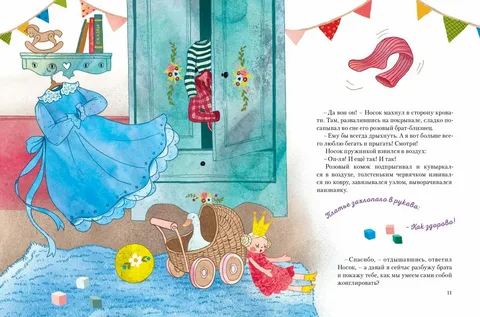 – Да вон он! – Носок махнул в сторону крова-
ти. Там, развалившись на покрывале, сладко по-
сапывал во сне его розовый брат-близнец.
– Ему бы всегда дрыхнуть. А я вот больше все-
го люблю бегать и прыгать! Смотри!
Носок пружинкой взвился в воздух:
– Оп-ля! И ещё так! И так!
Розовый комок подпрыгивал и кувыркал-
ся в воздухе, толстеньким червячком извивал-
ся по ковру, завязывался узлом, выворачивался
наизнанку.
Платье захлопало в рукава:
– Как здорово!
– Спасибо, – отдышавшись, ответил
Носок, – а давай я сейчас разбужу брата
и покажу тебе, как мы умеем сами собой
жонглировать?
11